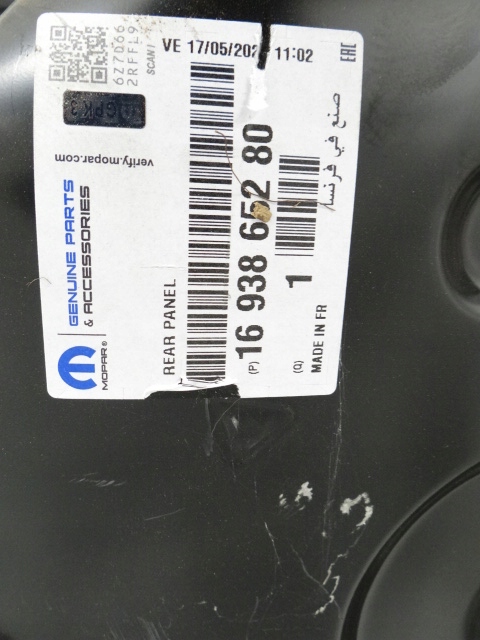 6Z7066
2RFFL9
SCAN !
VE 17/05/202 11:02
EAC
GPK3
verify.mopar.com
GENUINE PARTS
& ACCESSORIES
MOPAR®
REAR PANEL
(P) 16 938 652 80
(Q) 1
MADE IN FR
صنع في فرنسا